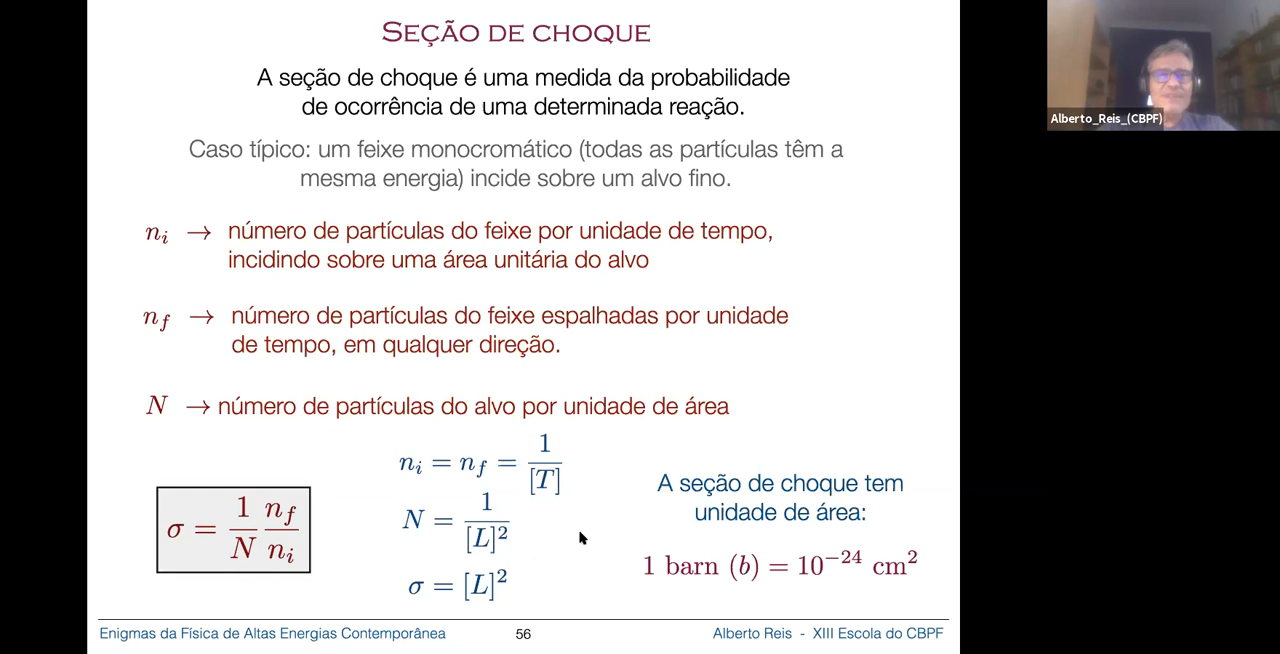 SEÇÃO DE CHOQUE
A seção de choque é uma medida da probabilidade
de ocorrência de uma determinada reação.
Caso típico: um feixe monocromático (todas as partículas têm a
mesma energia) incide sobre um alvo fino.
n_i → número de partículas do feixe por unidade de tempo,
incidindo sobre uma área unitária do alvo
n_f → número de partículas do feixe espalhadas por unidade
de tempo, em qualquer direção.
N → número de partículas do alvo por unidade de área
σ = \frac{1}{N} \frac{n_f}{n_i}
n_i = n_f = \frac{1}{[T]}
N = \frac{1}{[L]^2}
σ = [L]^2
A seção de choque tem
unidade de área:
1 barn (b) = 10^{-24} cm^2
Enigmas da Física de Altas Energias Contemporânea
56
Alberto Reis - XIII Escola do CBPF
Alberto_Reis_(CBPF)